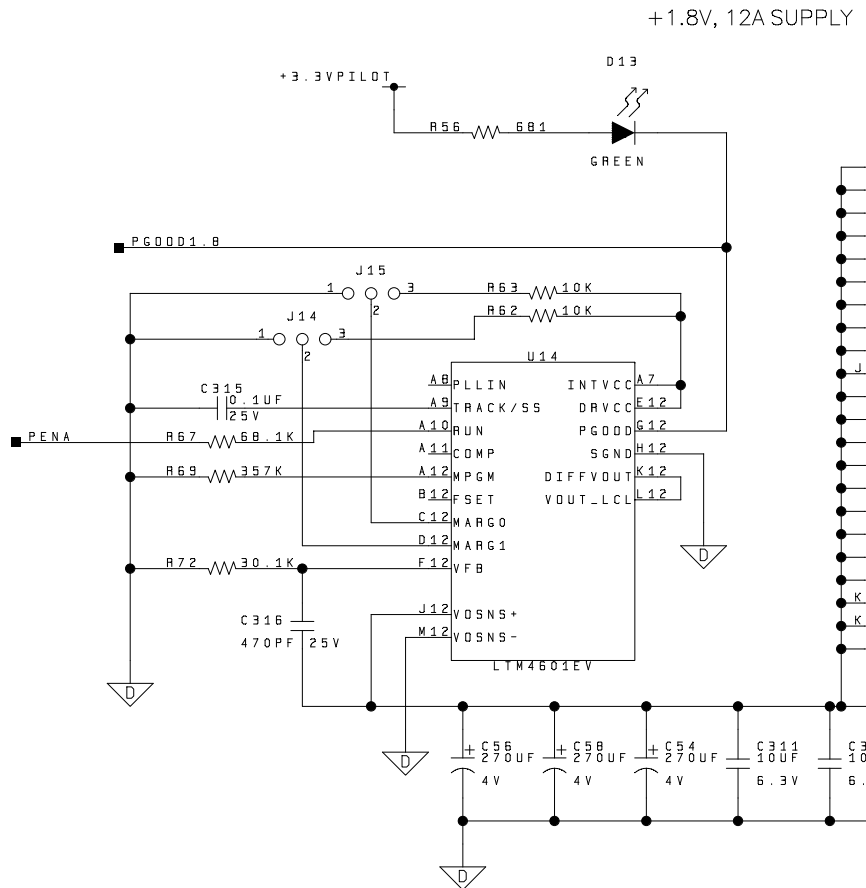 +1.8V, 12A SUPPLY
D13
+3.3VPILOT
R56 681
GREEN
PGOOD1.8
J15
1 2 3
R63 10K
J14
1 2 3
R62 10K
U14
C315
0.1UF
25V
A8 PLLIN INTVCC A7
A9 TRACK/SS DRVCC E12
A10 RUN PGOOD G12
PENA R67 68.1K
A11 COMP SGND H12
R69 357K A12 MPGM DIFFVOUT K12
B12 FSET VOUT_LCL L12
C12 MARG0
D12 MARG1
R72 30.1K F12 VFB
D
J
K
K
C316
470PF 25V
J12 VOSNS+
M12 VOSNS-
LTM4601EV
D
D
+ C56
270UF
4V
+ C58
270UF
4V
+ C54
270UF
4V
C311
10UF
6.3V
D